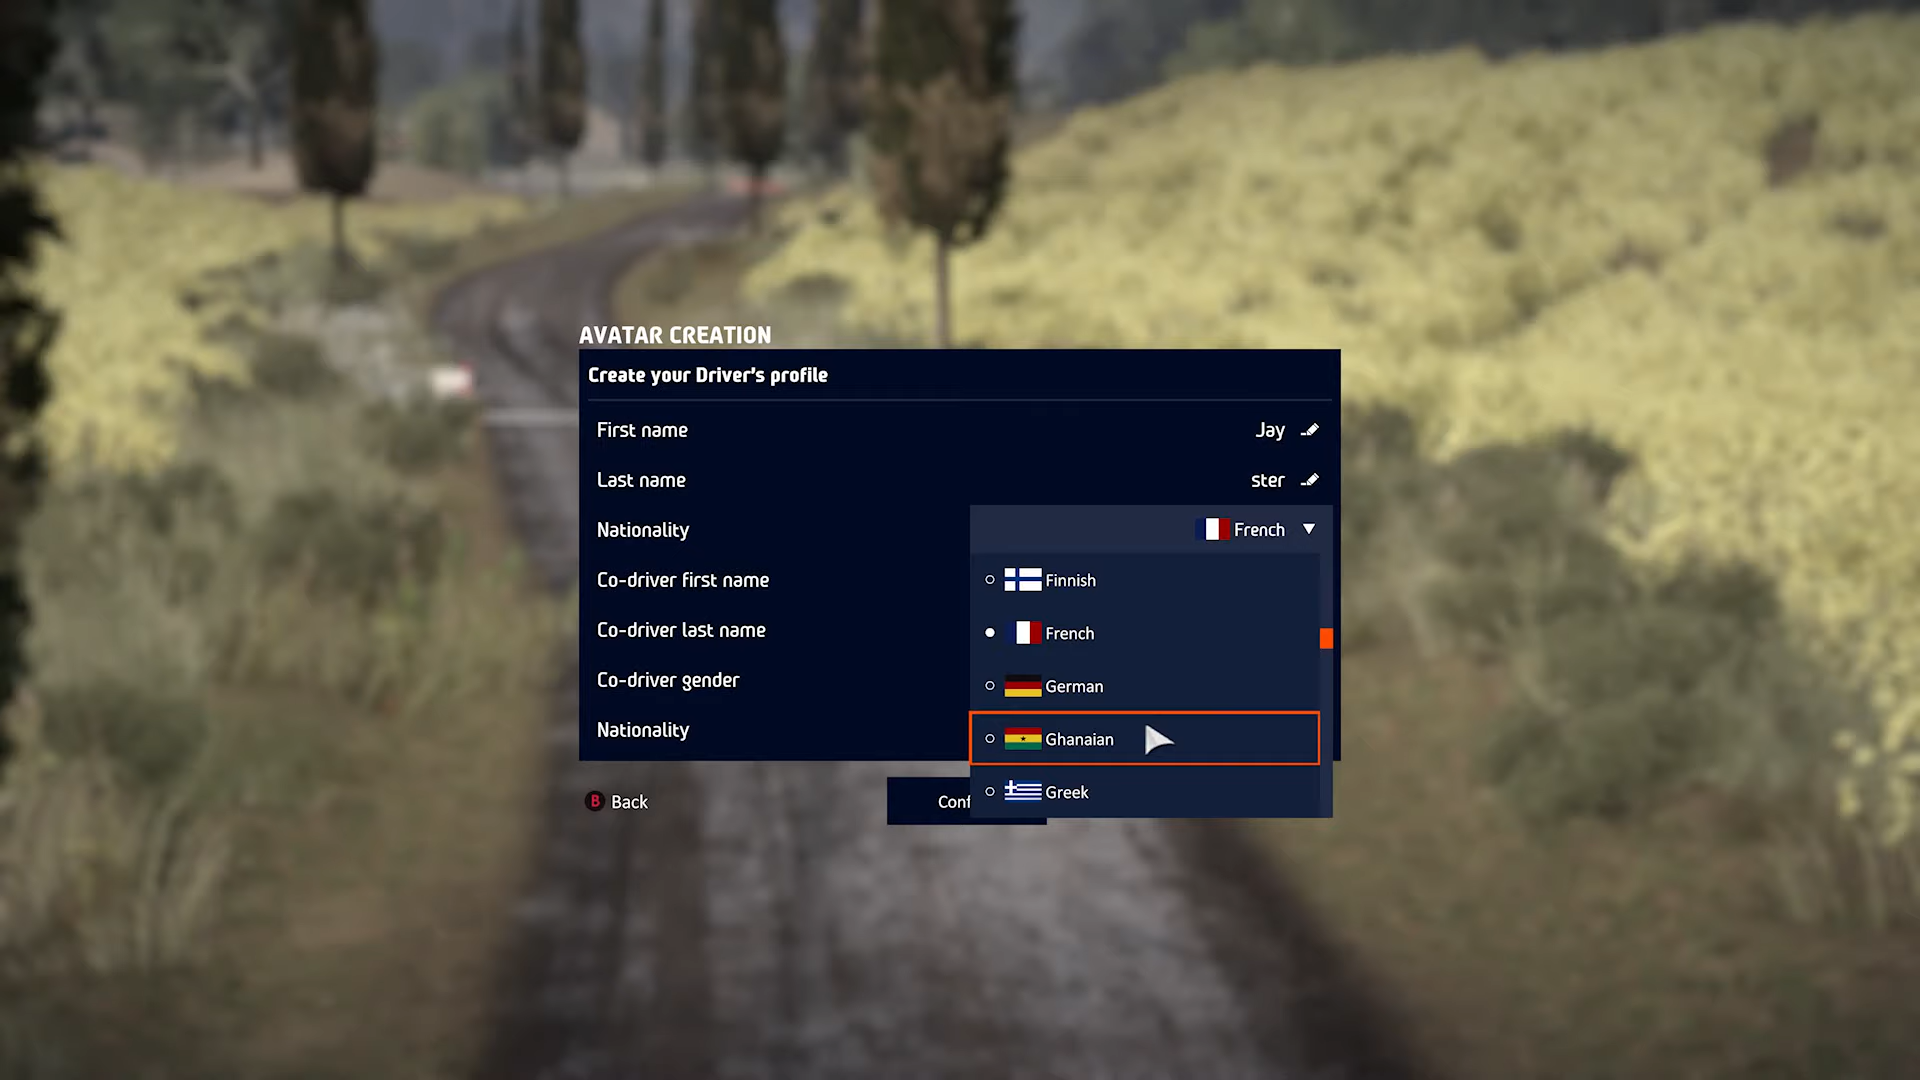 AVATAR CREATION
Create your Driver's profile
First name
Jay
Last name
ster
Nationality
French
Co-driver first name
Finnish
Co-driver last name
French
Co-driver gender
German
Nationality
Ghanaian
Greek
B Back
Conf